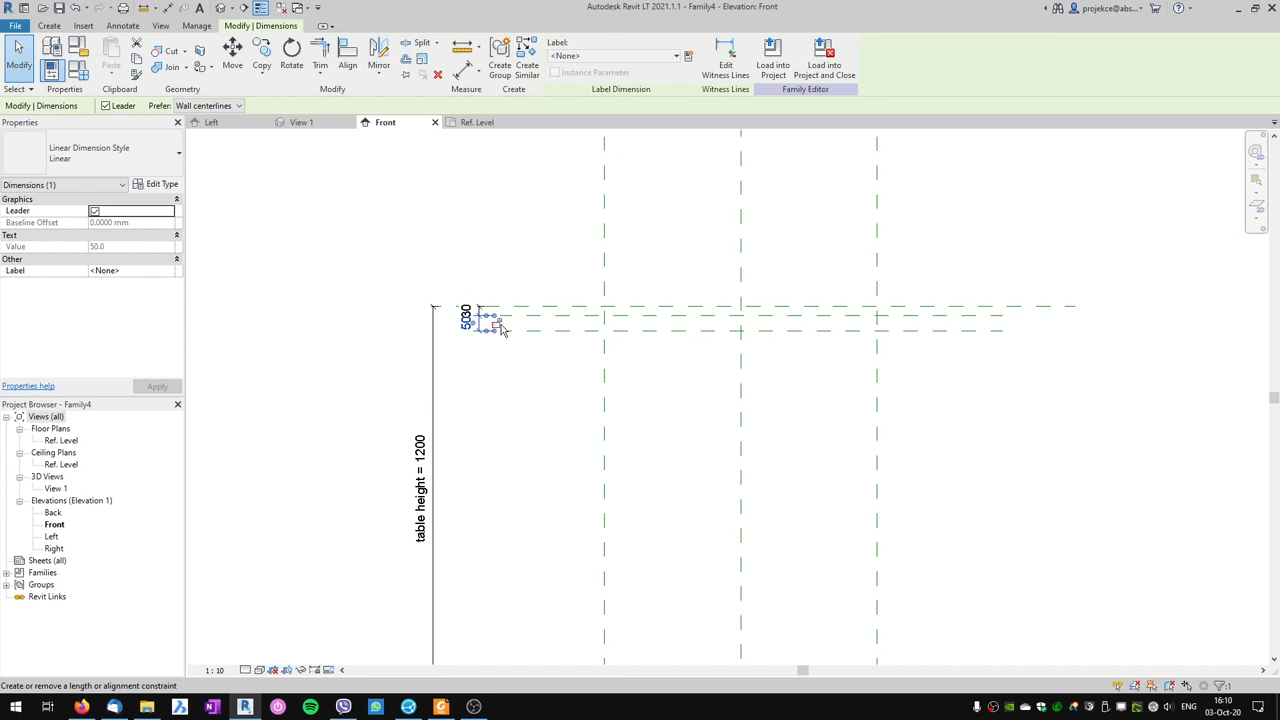 Autodesk Revit LT 2021.1.1 - Family4 - Elevation: Front
projekce@abs...
File Create Insert Annotate View Manage Modify | Dimensions
Modify
Paste
Cut
Join
Move Copy Rotate Trim Align Mirror
Split
Create Group
Create Similar
Label:
<None>
Instance Parameter
Edit Witness Lines
Load into Project
Load into Project and Close
Select Properties Clipboard Geometry Modify Measure Create Label Dimension Witness Lines Family Editor
Modify | Dimensions Leader Prefer: Wall centerlines
Properties
Left View 1 Front Ref. Level
Linear Dimension Style
Linear
Dimensions (1) Edit Type
Graphics
Leader
Baseline Offset 0.0000 mm
Text
Value 50.0
Other
Label <None>
Properties help Apply
Project Browser - Family4
Views (all)
Floor Plans
Ref. Level
Ceiling Plans
Ref. Level
3D Views
View 1
Elevations (Elevation 1)
Back
Front
Left
Right
Sheets (all)
Families
Groups
Revit Links
30
50
table height = 1200
1 : 10
Create or remove a length or alignment constraint
:1
ENG
16:10
03-Oct-20